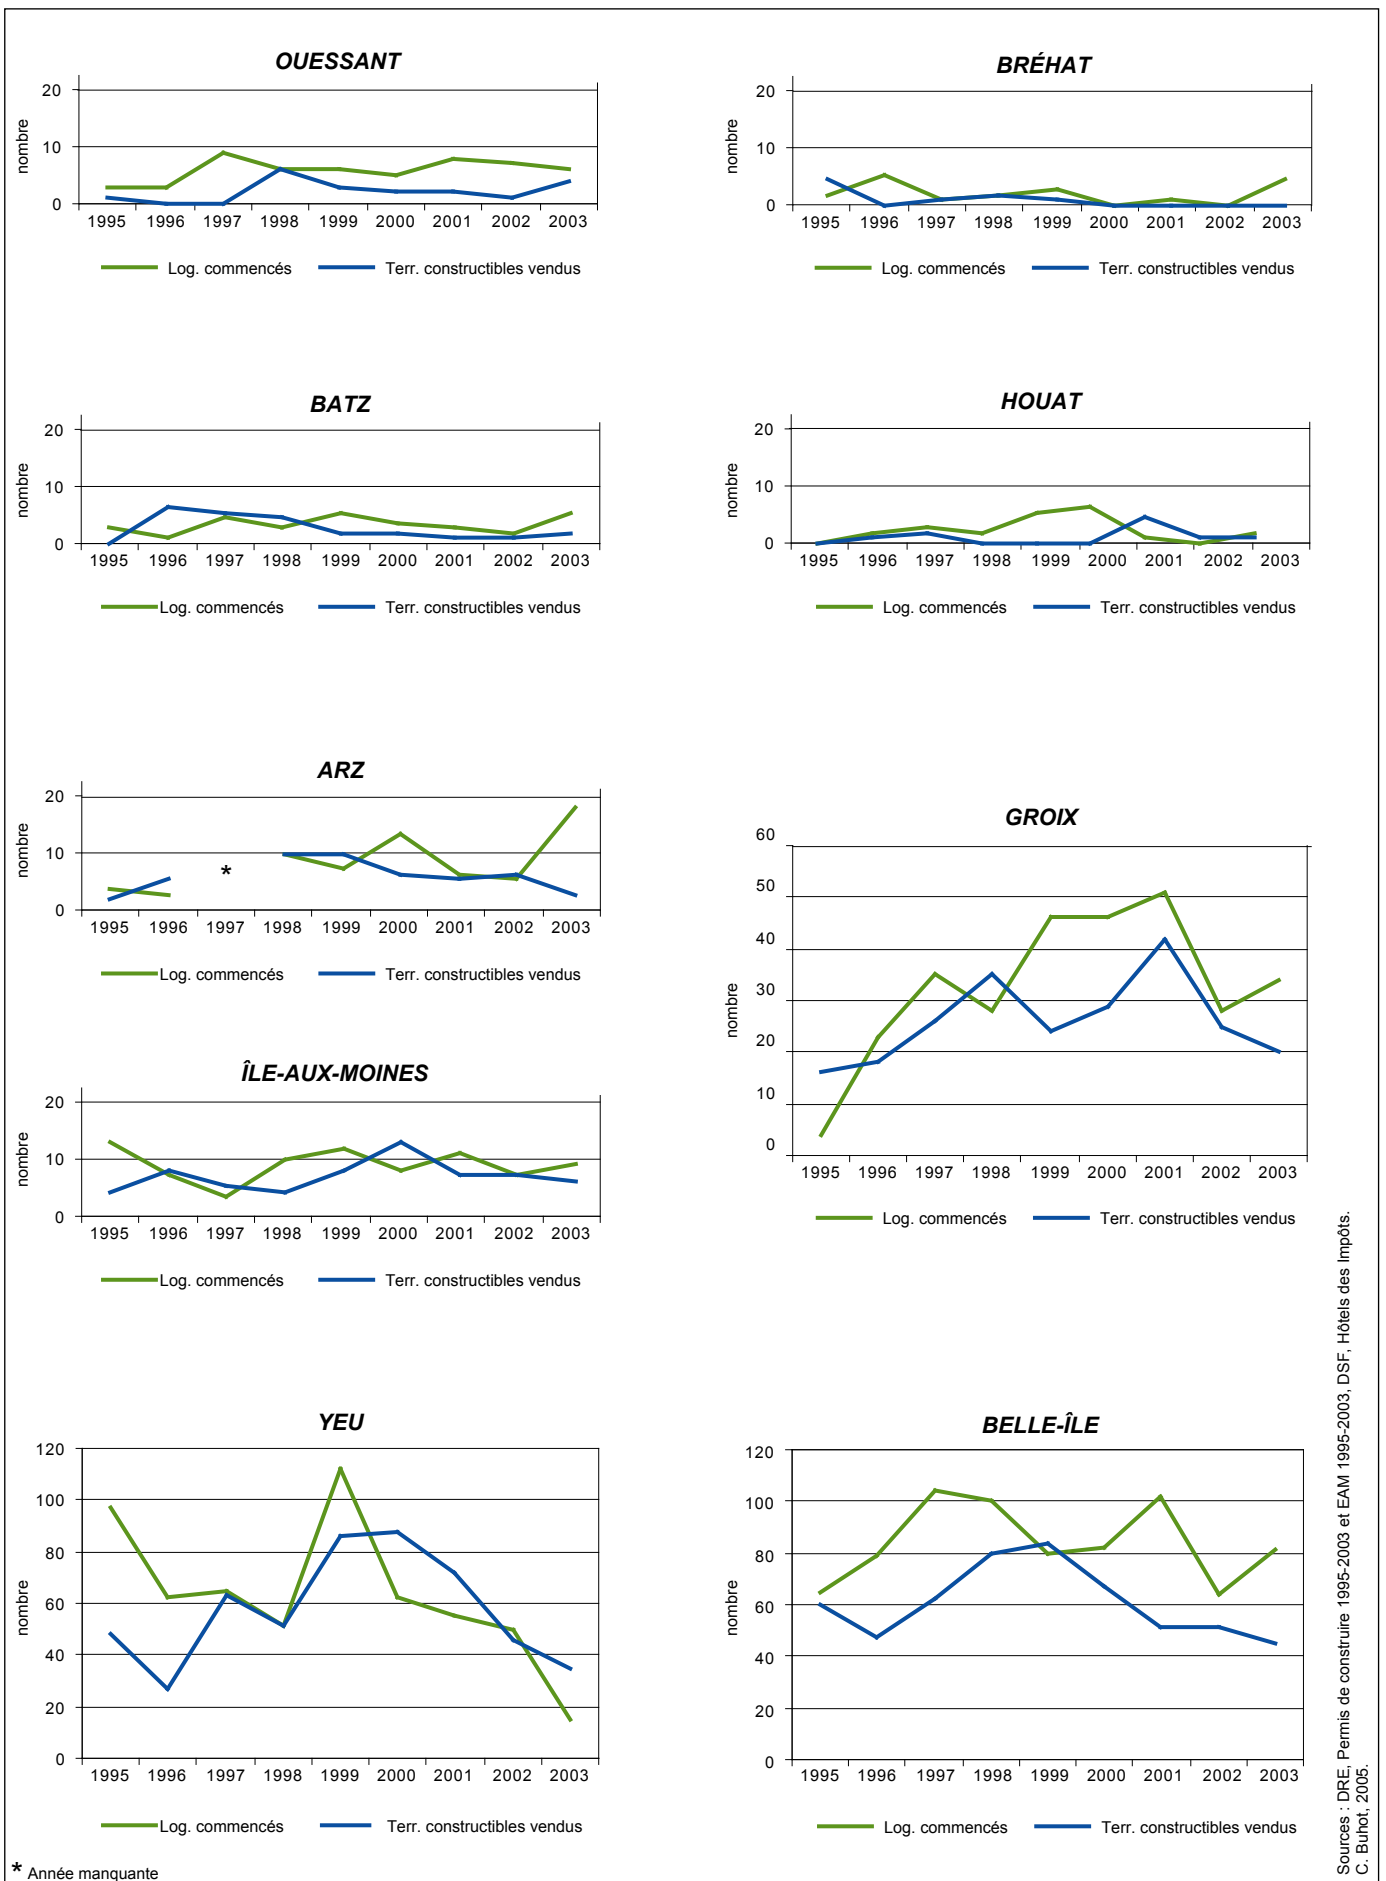 OUESSANT
nombre
20
10
0
1995 1996 1997 1998 1999 2000 2001 2002 2003
Log. commencés Terr. constructibles vendus
BRÉHAT
nombre
20
10
0
1995 1996 1997 1998 1999 2000 2001 2002 2003
Log. commencés Terr. constructibles vendus
BATZ
nombre
20
10
0
1995 1996 1997 1998 1999 2000 2001 2002 2003
Log. commencés Terr. constructibles vendus
HOUAT
nombre
20
10
0
1995 1996 1997 1998 1999 2000 2001 2002 2003
Log. commencés Terr. constructibles vendus
ARZ
nombre
20
10
0
*
1995 1996 1997 1998 1999 2000 2001 2002 2003
Log. commencés Terr. constructibles vendus
GROIX
nombre
60
50
40
30
20
10
0
1995 1996 1997 1998 1999 2000 2001 2002 2003
Log. commencés Terr. constructibles vendus
ÎLE-AUX-MOINES
nombre
20
10
0
1995 1996 1997 1998 1999 2000 2001 2002 2003
Log. commencés Terr. constructibles vendus
YEU
nombre
120
100
80
60
40
20
0
1995 1996 1997 1998 1999 2000 2001 2002 2003
Log. commencés Terr. constructibles vendus
BELLE-ÎLE
nombre
120
100
80
60
40
20
0
1995 1996 1997 1998 1999 2000 2001 2002 2003
Log. commencés Terr. constructibles vendus
* Année manquante
Sources : DRE, Permis de construire 1995-2003 et EAM 1995-2003, DSF, Hôtels des Impôts.
C. Buhot, 2005.